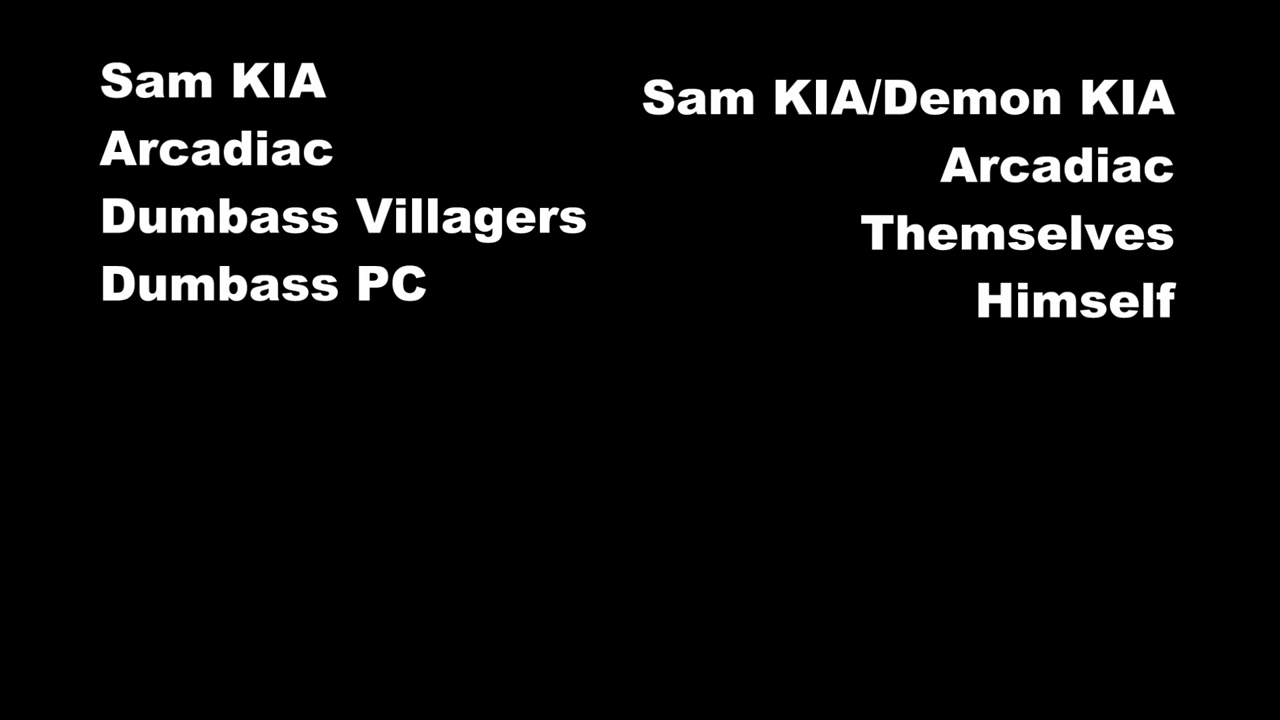 Sam KIA
Sam KIA/Demon KIA
Arcadiac
Arcadiac
Dumbass Villagers
Themselves
Dumbass PC
Himself